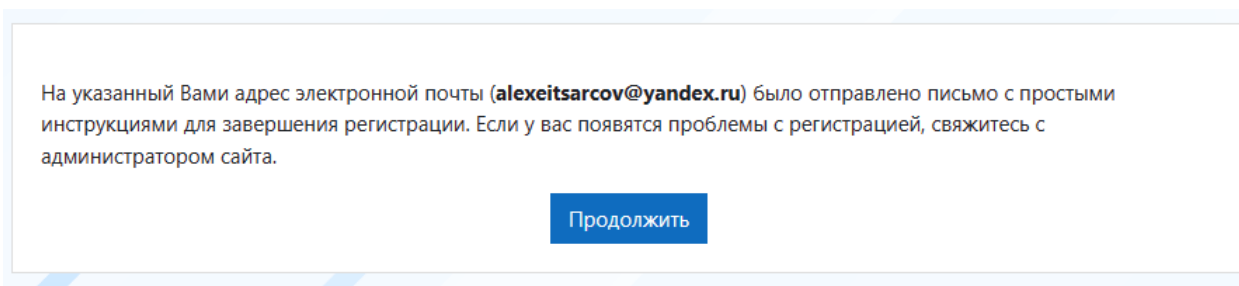 На указанный Вами адрес электронной почты (alexeitsarcov@yandex.ru) было отправлено письмо с простыми
инструкциями для завершения регистрации. Если у вас появятся проблемы с регистрацией, свяжитесь с
администратором сайта.
Продолжить